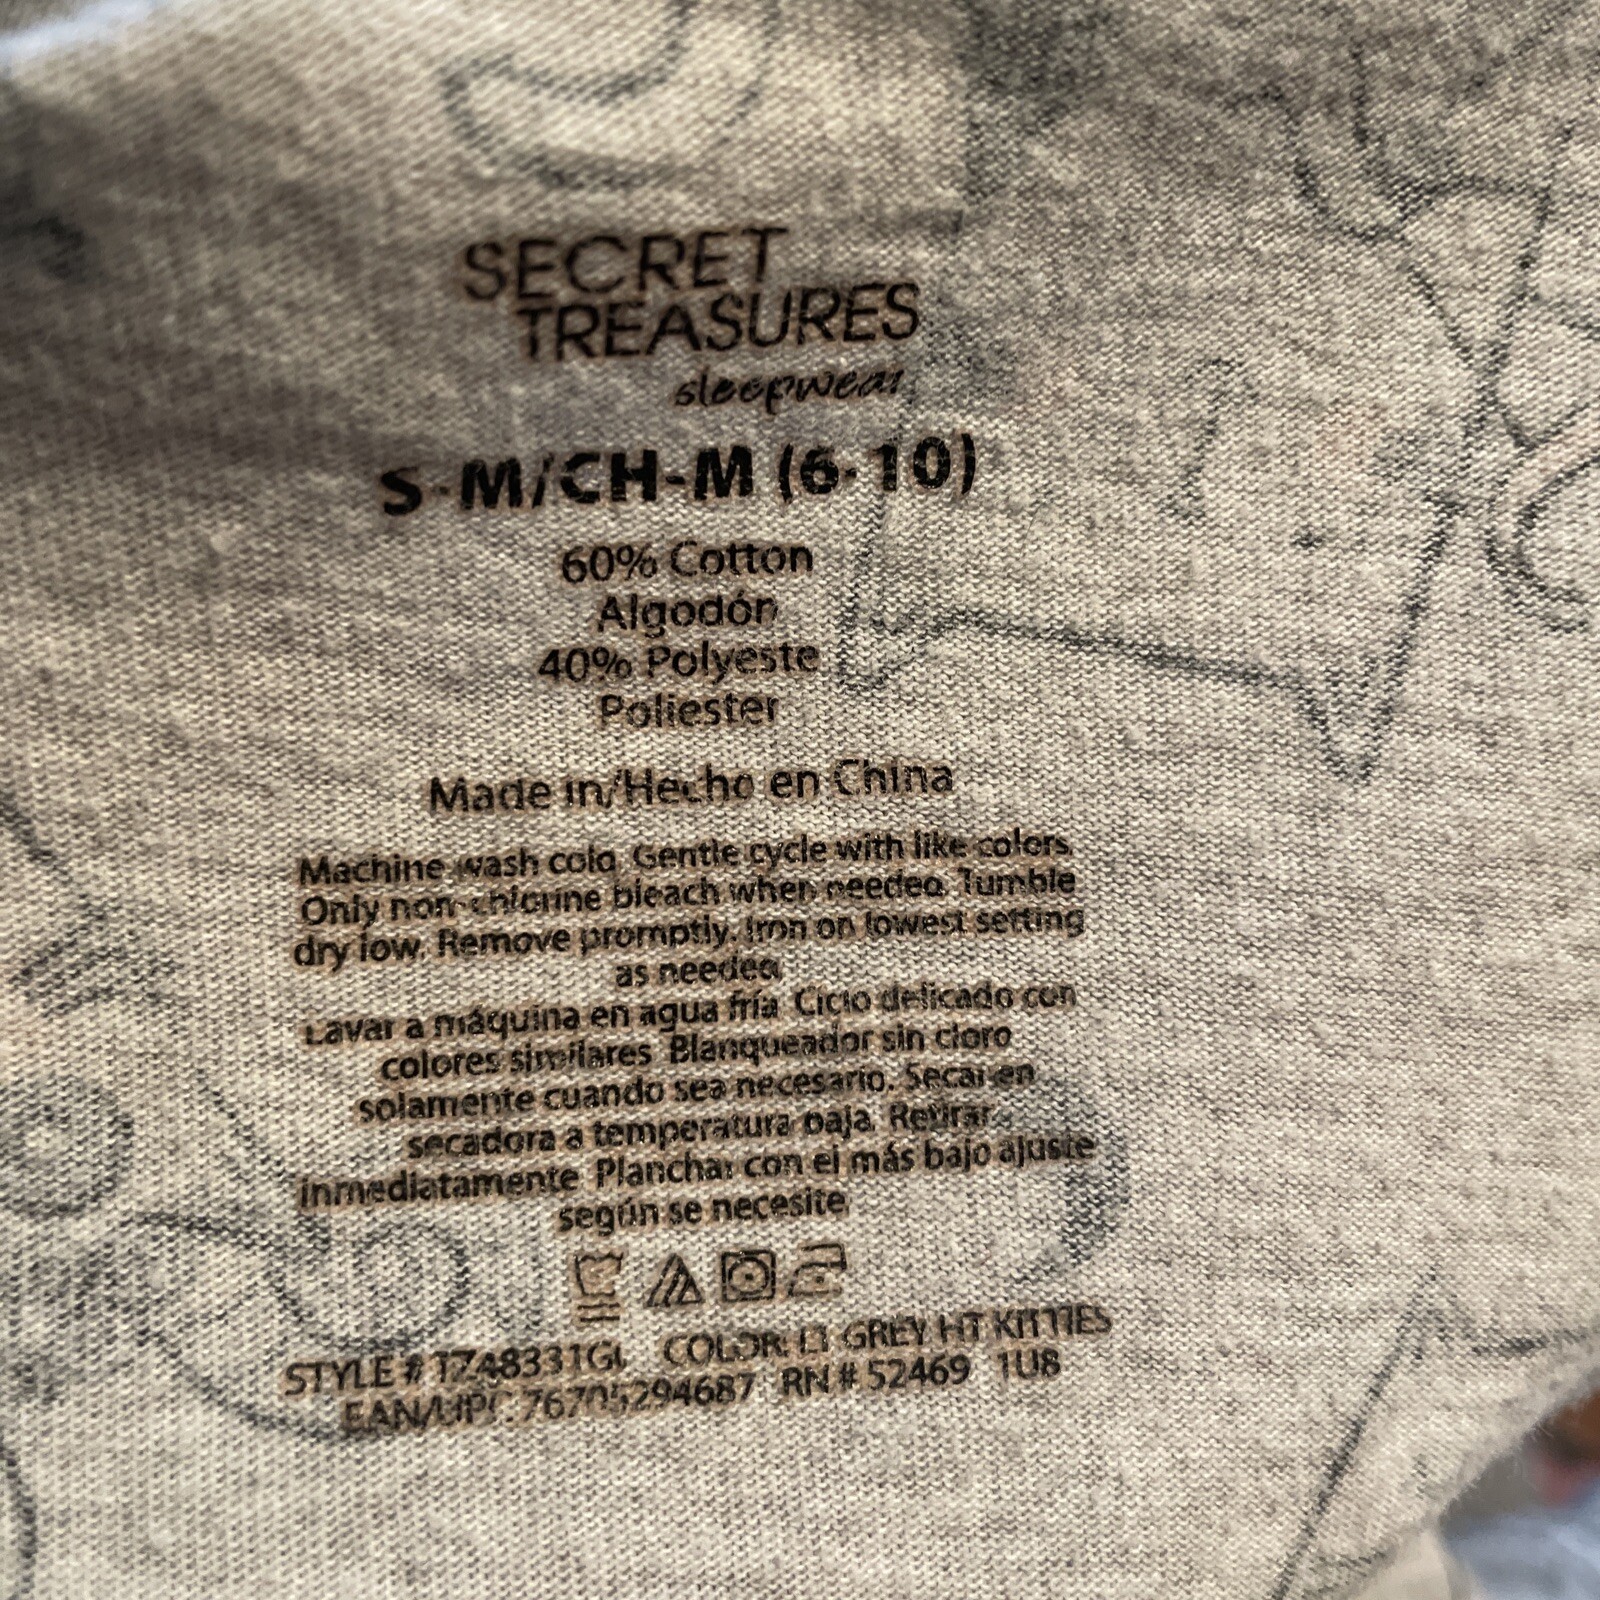 SECRET
TREASURES
sleepwear
S-M/CH-M (6-10)
60% Cotton
Algodón
40% Polyeste
Poliester
Made in/Hecho en China
Machine wash cold. Gentle cycle with like colors.
Only non-chlorine bleach when needed. Tumble
dry low. Remove promptly. Iron on lowest setting
as needed
Lavar a máquina en agua fría. Ciclo delicado con
colores similares. Blanqueador sin cloro
solamente cuando sea necesario. Secar en
secadora a temperatura baja. Retirar
inmediatamente. Planchar con el más bajo ajuste
según se necesite.
STYLE # COLOR: LT GREY HT KITTIES
EAN/UPC: RN # 52469 1U8